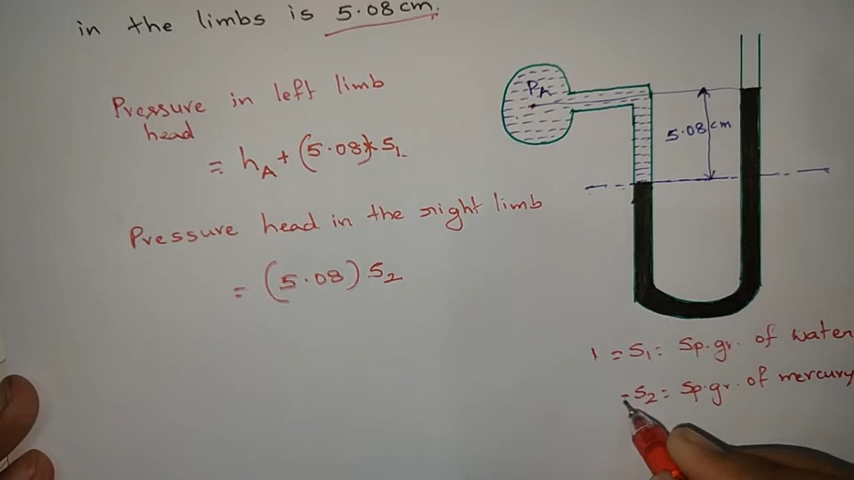 in the limbs is 5.08 cm.
Pressure in left limb
head
= hA + (5.08)* S1
Pressure head in the right limb
= (5.08) S2
PA
5.08 cm
1 = S1 = Sp.gr. of water
= S2 = Sp.gr. of mercury